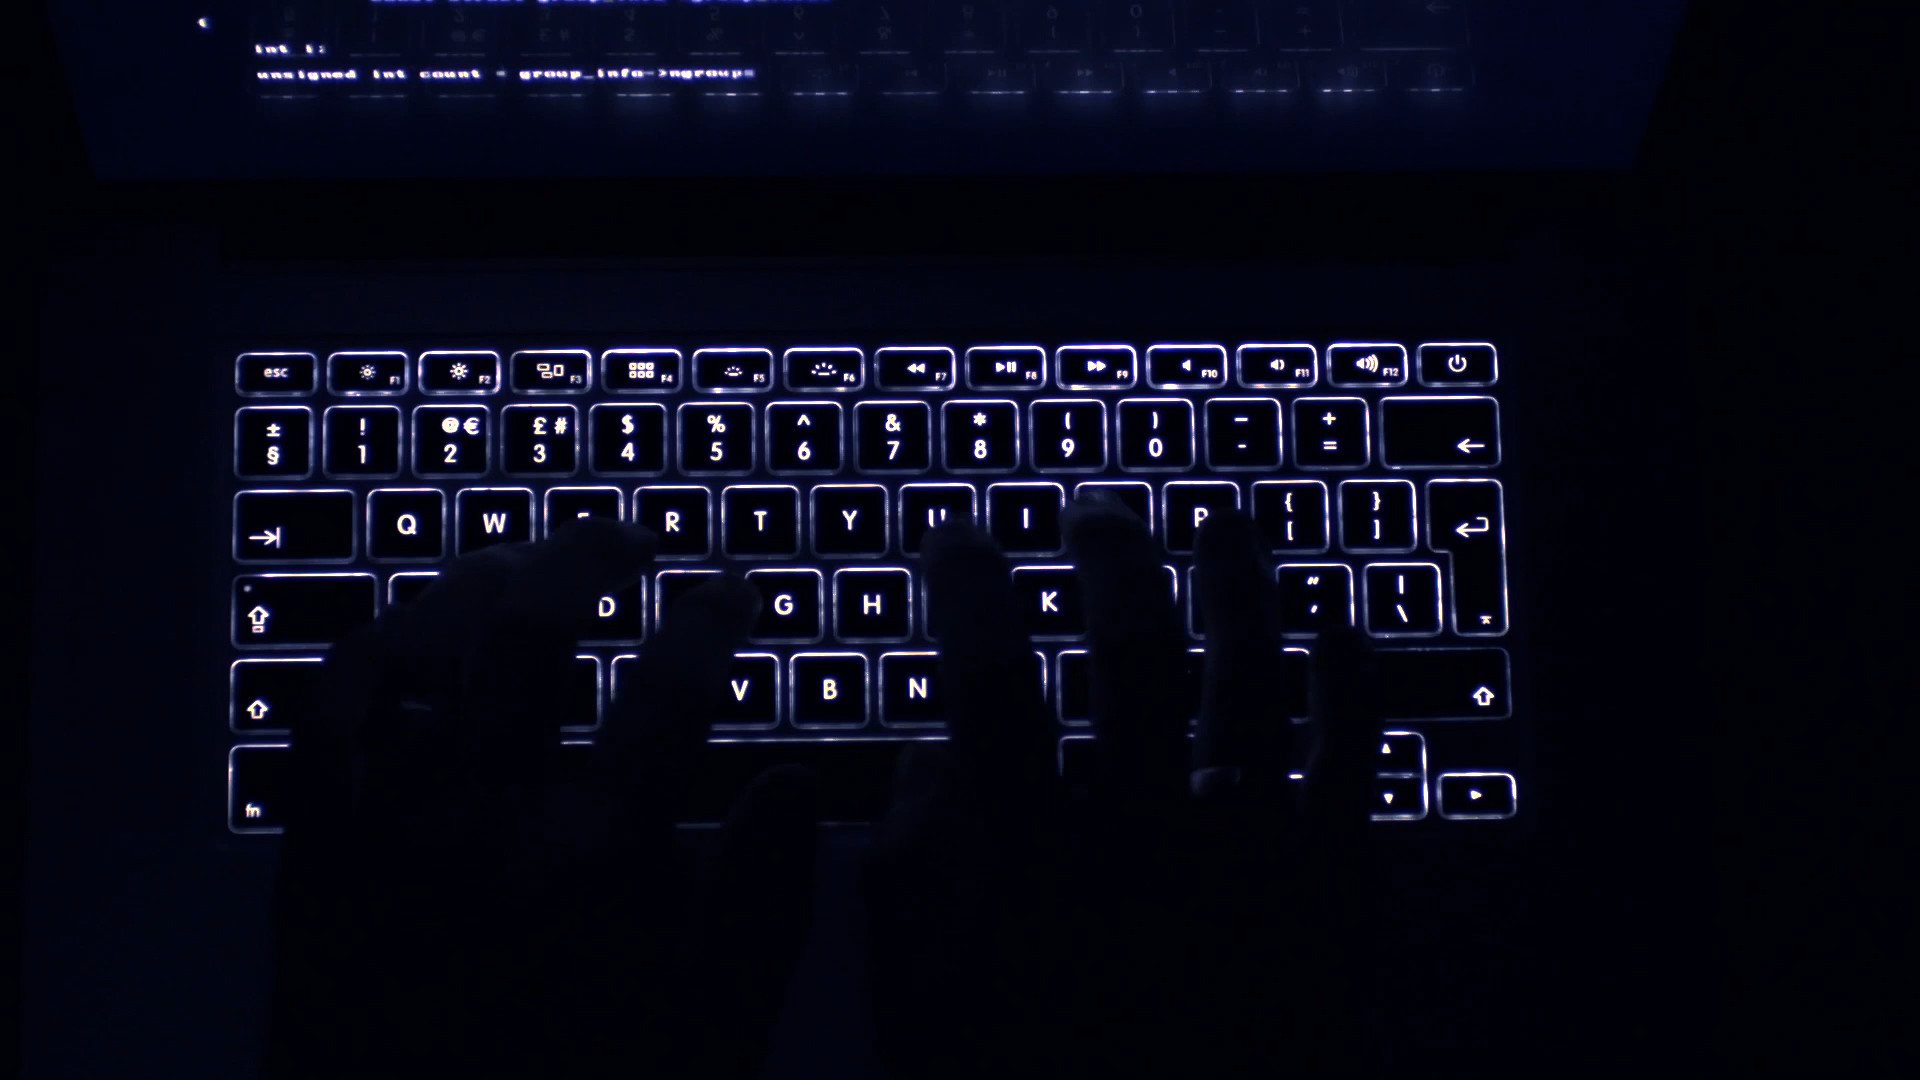 int i;
unsigned int count = group_info->ngroups
esc F1 F2 F3 F4 F5 F6 F7 F8 F9 F10 F11 F12
± ! @ € £ # $ % ^ & * ( ) _ +
§ 1 2 3 4 5 6 7 8 9 0 - =
Q W R T Y U I P { [ } ]
D G H K " ' | \
V B N
fn